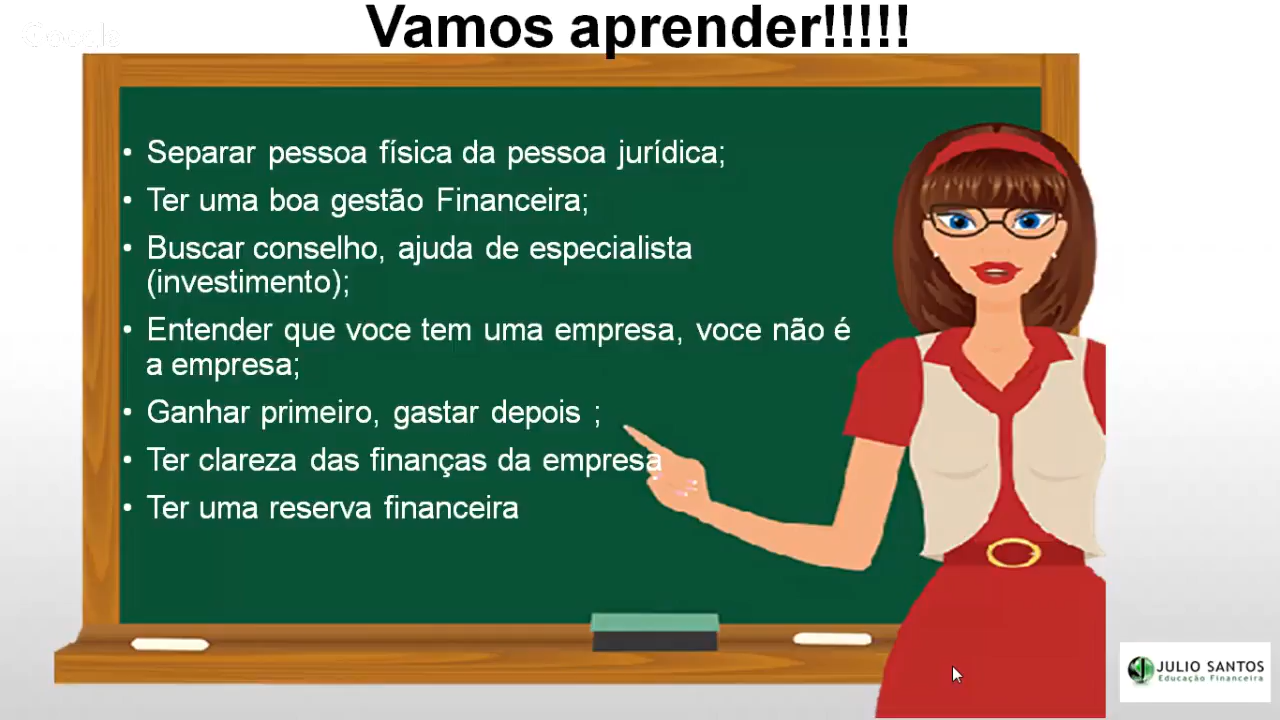 Vamos aprender!!!!!
• Separar pessoa física da pessoa jurídica;
• Ter uma boa gestão Financeira;
• Buscar conselho, ajuda de especialista
(investimento);
• Entender que voce tem uma empresa, voce não é
a empresa;
• Ganhar primeiro, gastar depois ;
• Ter clareza das finanças da empresa
• Ter uma reserva financeira
JULIO SANTOS
Educação Financeira